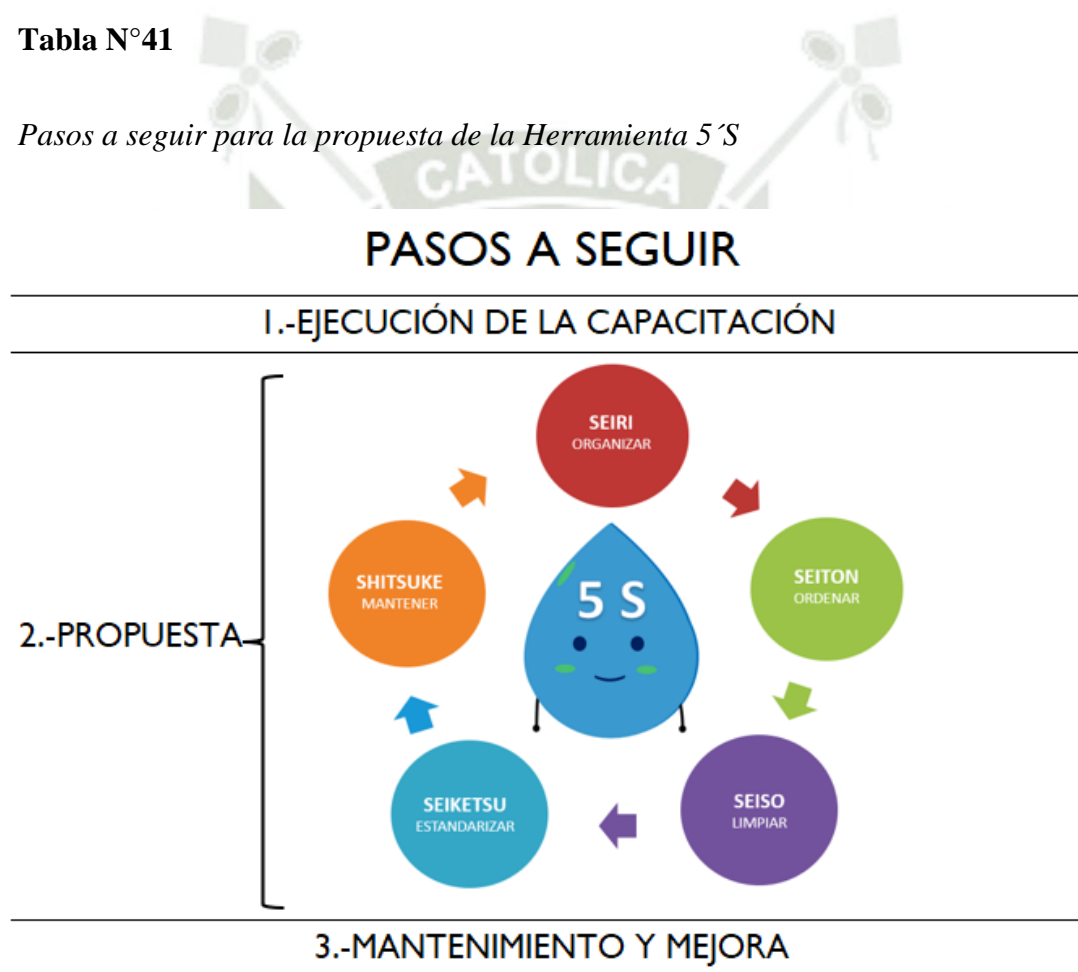 Tabla N°41
Pasos a seguir para la propuesta de la Herramienta 5´S
CATOLICA
PASOS A SEGUIR
1.-EJECUCIÓN DE LA CAPACITACIÓN
SEIRI
ORGANIZAR
SEITON
ORDENAR
SEISO
LIMPIAR
SEIKETSU
ESTANDARIZAR
SHITSUKE
MANTENER
5 S
2.-PROPUESTA
3.-MANTENIMIENTO Y MEJORA